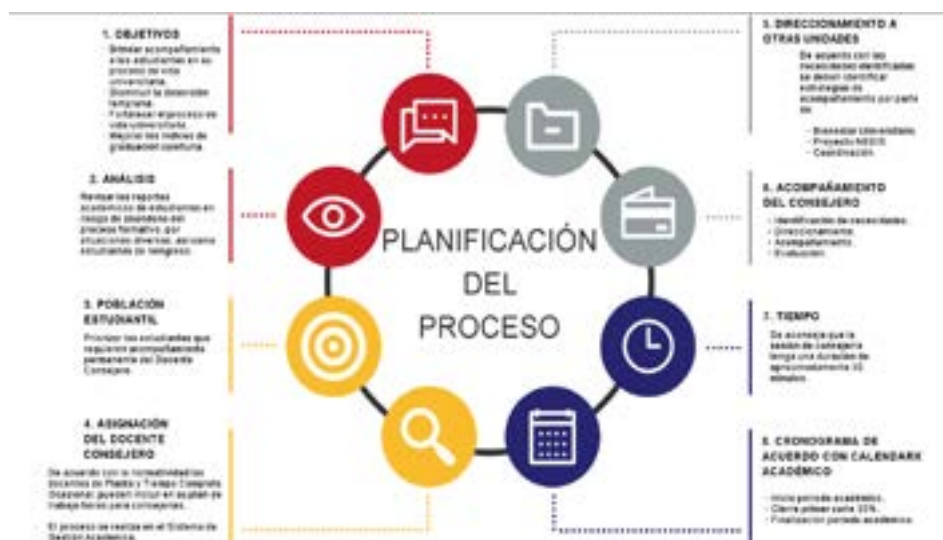 1. OBJETIVOS
- Brindar acompañamiento
a los estudiantes en su
proceso de vida
universitaria.
- Disminuir la deserción
temprana.
- Fortalecer el proceso de
vida universitaria.
- Mejorar los índices de
graduación oportuna.
2. ANÁLISIS
Revisar los reportes
académicos de estudiantes en
riesgo de abandono del
proceso formativo, por
situaciones diversas, así como
estudiantes de reingreso.
3. POBLACIÓN
ESTUDIANTIL
Priorizar los estudiantes que
requieren acompañamiento
permanente del Docente
Consejero.
4. ASIGNACIÓN
DEL DOCENTE
CONSEJERO
De acuerdo con la normatividad los
docentes de Planta y Tiempo Completo
Ocasional pueden incluir en su plan de
trabajo horas para consejerías.
- El proceso se realiza en el Sistema de
Gestión Académica.
PLANIFICACIÓN
DEL
PROCESO
5. DIRECCIONAMIENTO A
OTRAS UNIDADES
De acuerdo con las
necesidades identificadas
se deben identificar
estrategias de
acompañamiento por parte
de:
- Bienestar Universitario
- Proyecto
- Coordinación
6. ACOMPAÑAMIENTO
DEL CONSEJERO
- Identificación de necesidades.
- Direccionamiento.
- Acompañamiento.
- Evaluación.
7. TIEMPO
Se aconseja que la
sesión de consejería
tenga una duración de
aproximadamente
minutos.
8. CRONOGRAMA DE
ACUERDO CON CALENDARIO
ACADÉMICO
- Inicio periodo académico.
- Cierre primer corte
- Finalización periodo académico